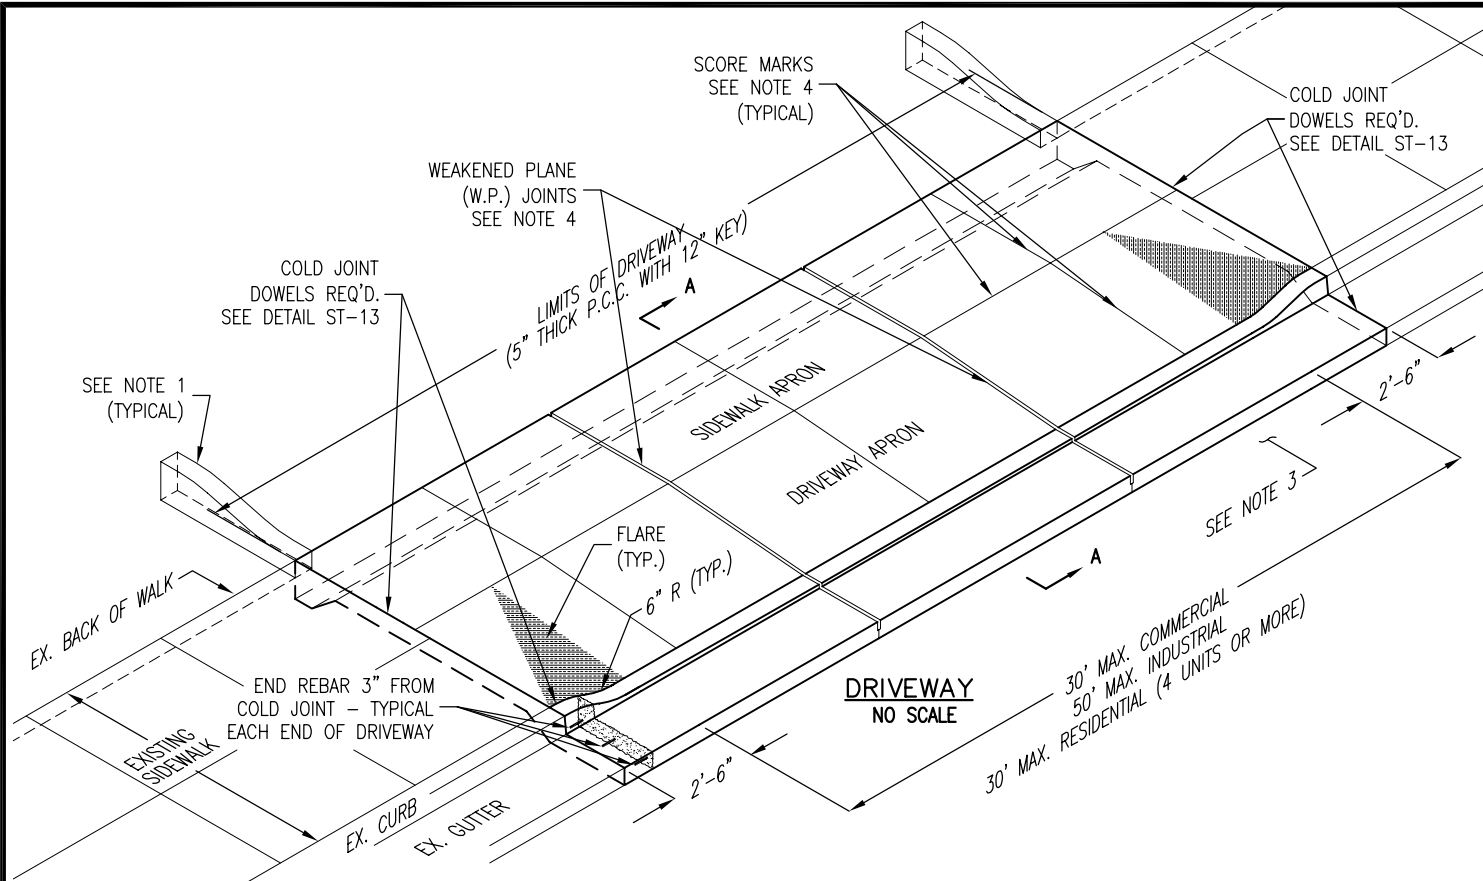 SCORE MARKS
SEE NOTE 4
(TYPICAL)
COLD JOINT
DOWELS REQ'D.
SEE DETAIL ST-13
WEAKENED PLANE
(W.P.) JOINTS
SEE NOTE 4
LIMITS OF DRIVEWAY
(5" THICK P.C.C. WITH 12" KEY)
A
COLD JOINT
DOWELS REQ'D.
SEE DETAIL ST-13
SEE NOTE 1
(TYPICAL)
SIDEWALK APRON
DRIVEWAY APRON
2'-6"
SEE NOTE 3
FLARE
(TYP.)
6" R (TYP.)
A
EX. BACK OF WALK
END REBAR 3" FROM
COLD JOINT - TYPICAL
EACH END OF DRIVEWAY
EXISTING
SIDEWALK
EX. CURB
EX. GUTTER
2'-6"
DRIVEWAY
NO SCALE
30' MAX. COMMERCIAL
50' MAX. INDUSTRIAL
30' MAX. RESIDENTIAL (4 UNITS OR MORE)